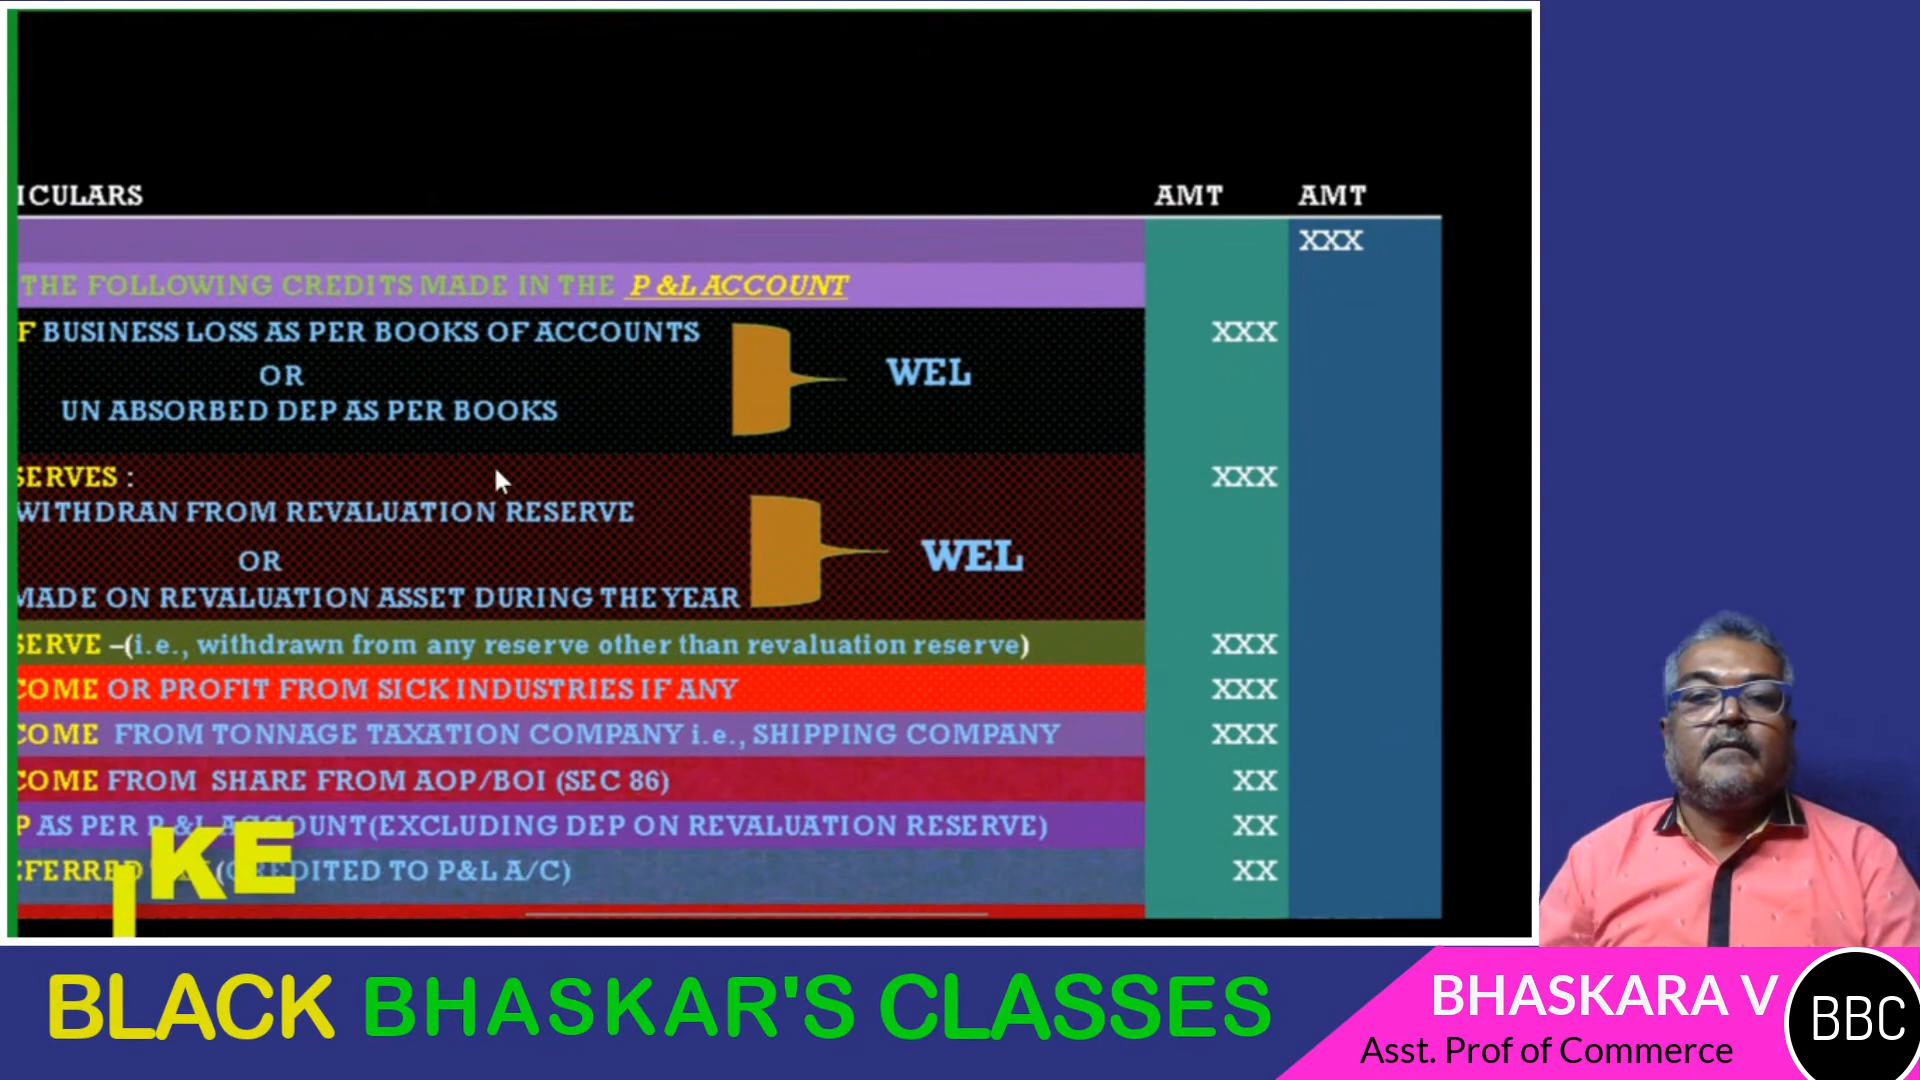 ICULARS AMT AMT
XXX
THE FOLLOWING CREDITS MADE IN THE P &L ACCOUNT
F BUSINESS LOSS AS PER BOOKS OF ACCOUNTS XXX
OR WEL
UN ABSORBED DEP AS PER BOOKS
SERVES : XXX
WITHDRAN FROM REVALUATION RESERVE
OR WEL
MADE ON REVALUATION ASSET DURING THE YEAR
SERVE –(i.e., withdrawn from any reserve other than revaluation reserve) XXX
COME OR PROFIT FROM SICK INDUSTRIES IF ANY XXX
COME FROM TONNAGE TAXATION COMPANY i.e., SHIPPING COMPANY XXX
COME FROM SHARE FROM AOP/BOI (SEC 86) XX
P AS PER P &L ACCOUNT(EXCLUDING DEP ON REVALUATION RESERVE) XX
EFERRED (CREDITED TO P&L A/C) XX
KE
BLACK BHASKAR'S CLASSES
BHASKARA V
Asst. Prof of Commerce
BBC